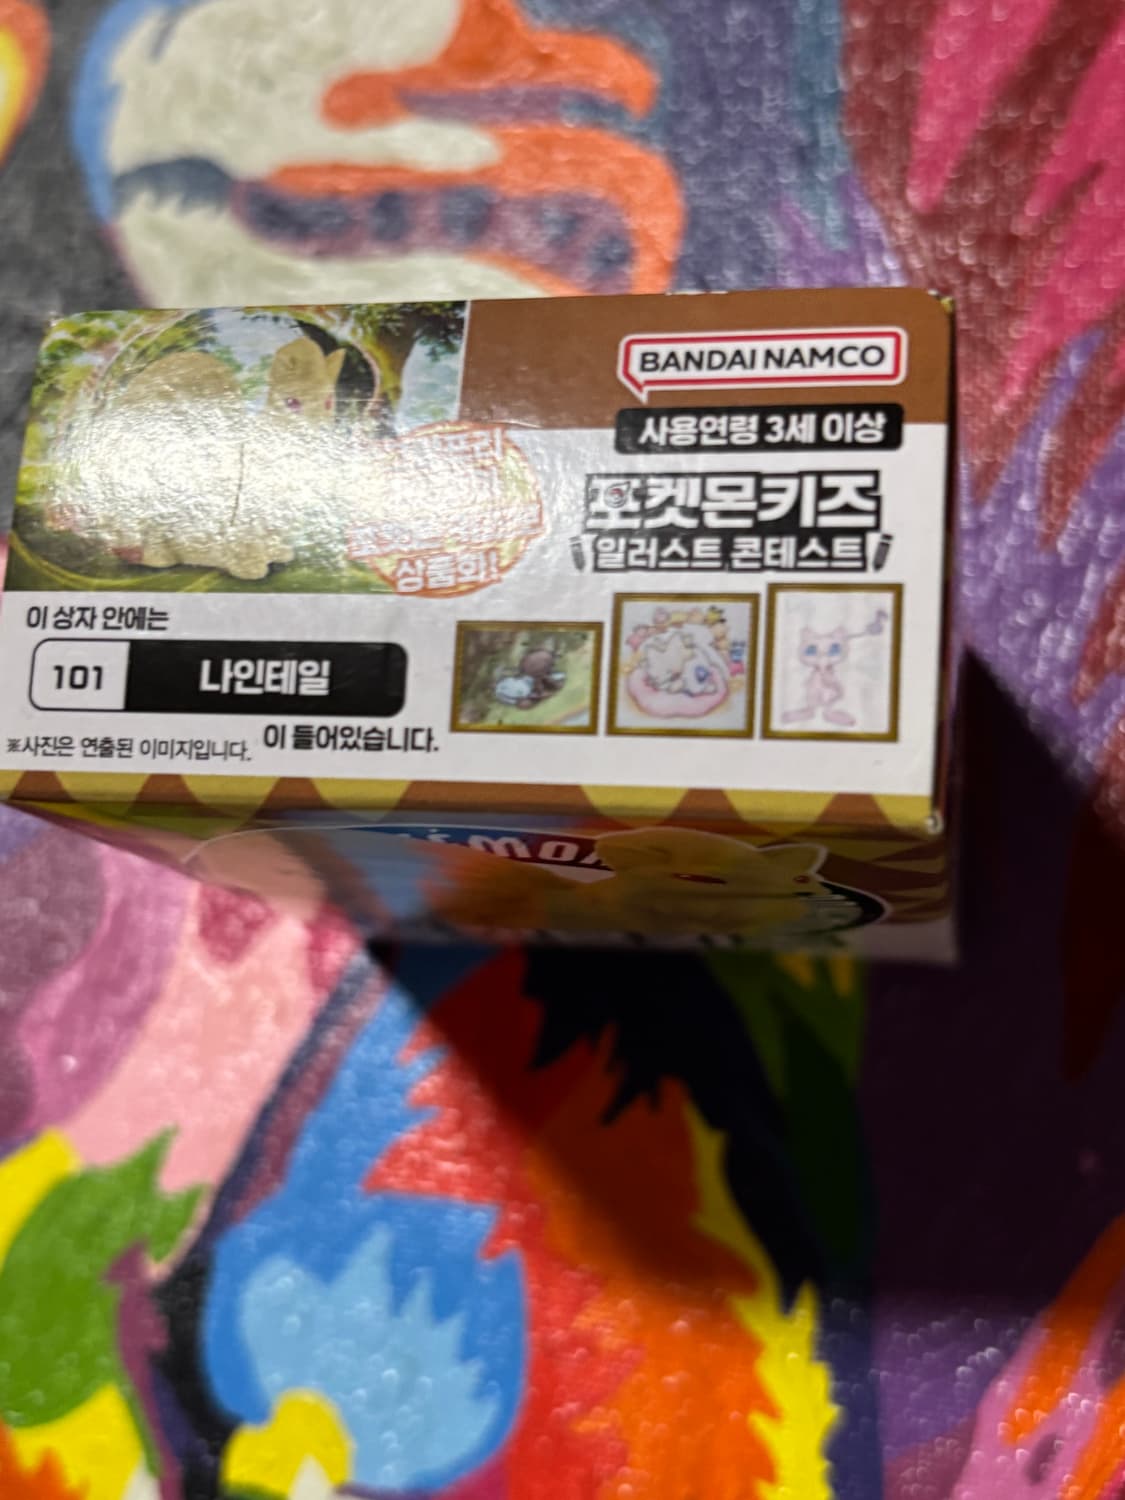 BANDAI NAMCO
사용연령 3세 이상
포켓몬키즈
일러스트 콘테스트
상품화!
이 상자 안에는
101 나인테일
이 들어있습니다.
※사진은 연출된 이미지입니다.